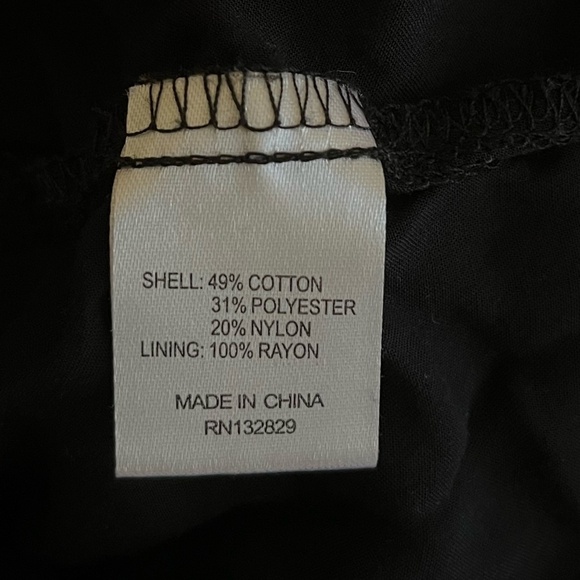 SHELL: 49% COTTON
31% POLYESTER
20% NYLON
LINING: 100% RAYON
MADE IN CHINA
RN132829